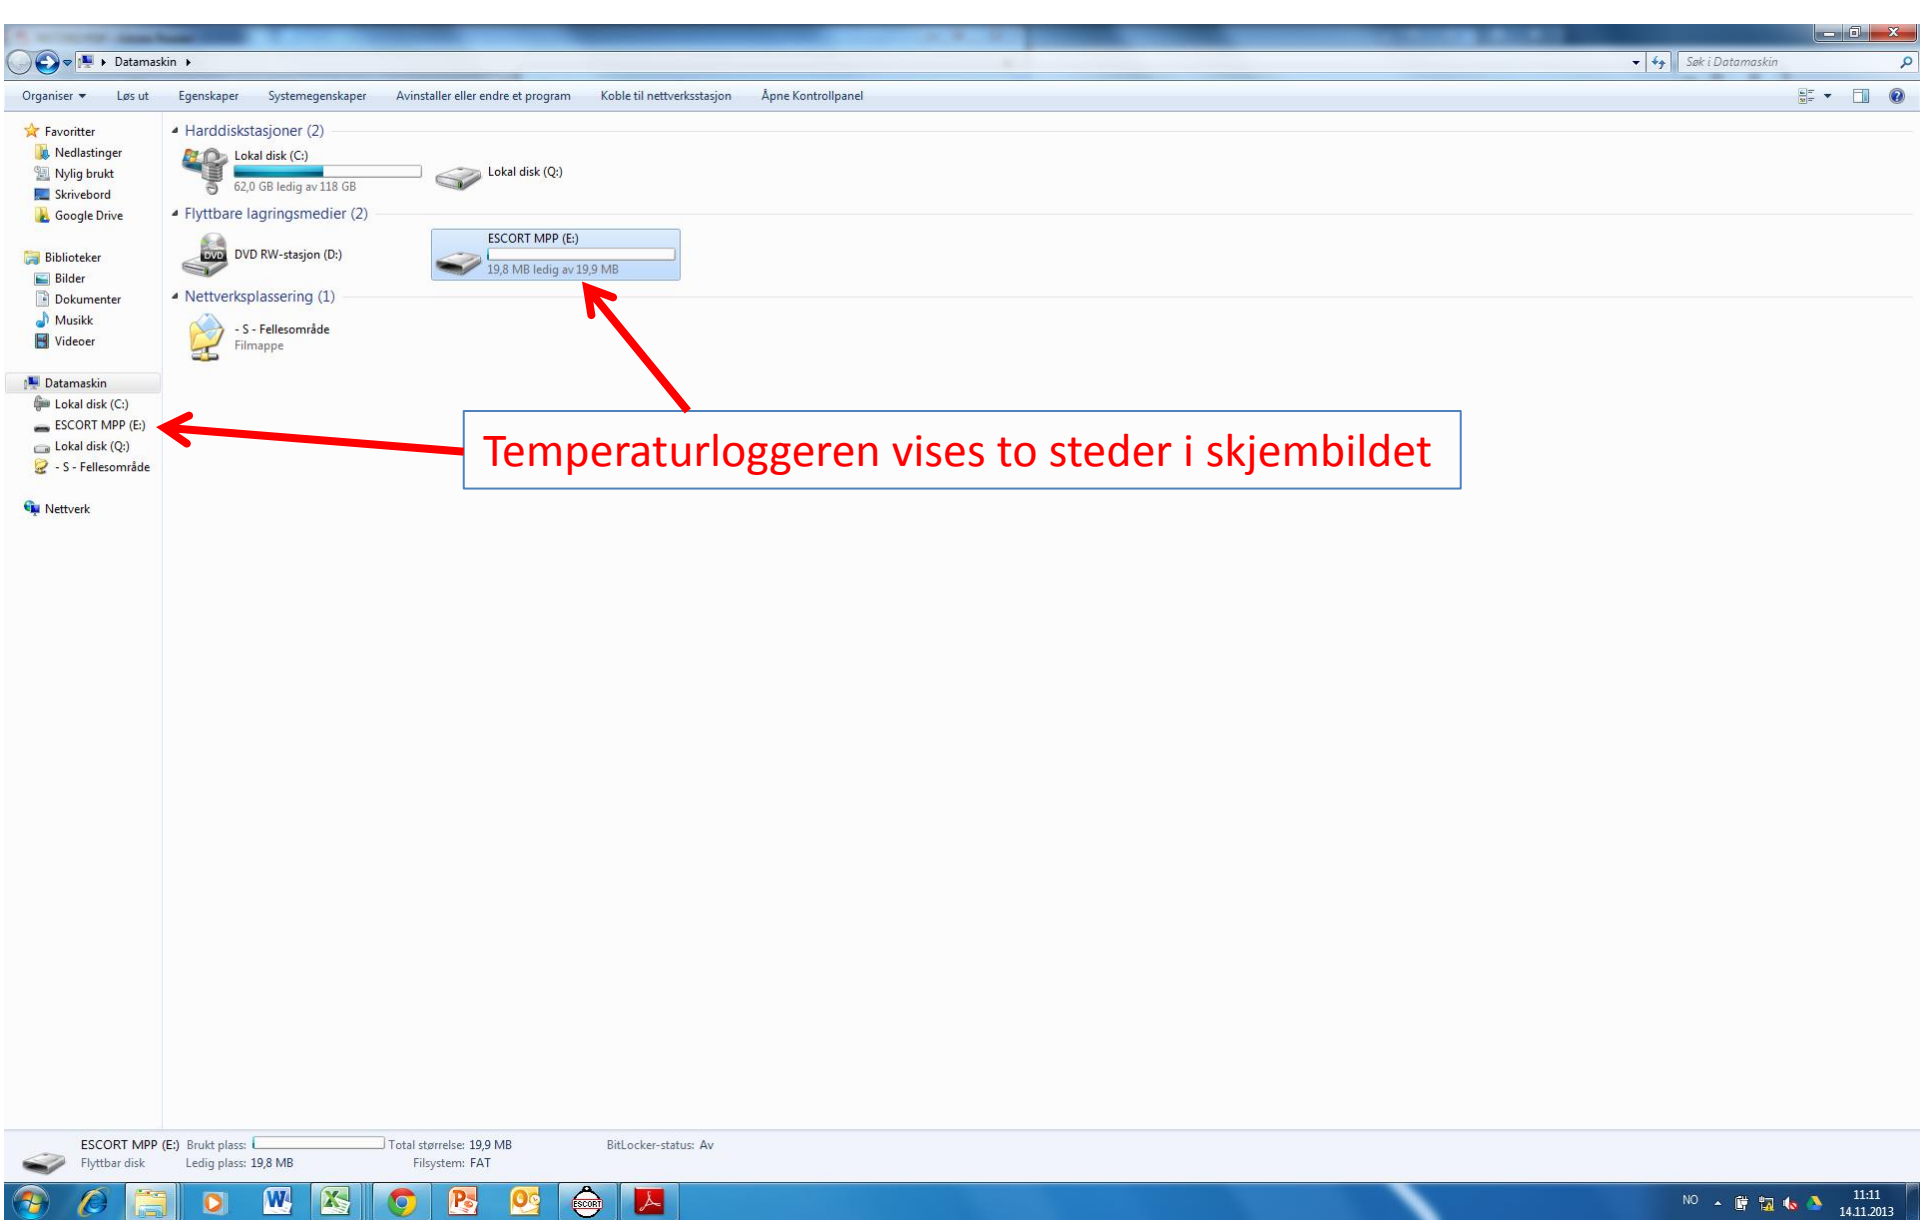 Datamaskin
Søk i Datamaskin
Organiser Løs ut Egenskaper Systemegenskaper Avinstaller eller endre et program Koble til nettverksstasjon Åpne Kontrollpanel
Favoritter
Nedlastinger
Nylig brukt
Skrivebord
Google Drive
Biblioteker
Bilder
Dokumenter
Musikk
Videoer
Datamaskin
Lokal disk (C:)
ESCORT MPP (E:)
Lokal disk (Q:)
- S - Fellesområde
Nettverk
Harddiskstasjoner (2)
Lokal disk (C:)
62,0 GB ledig av 118 GB
Lokal disk (Q:)
Flyttbare lagringsmedier (2)
DVD
DVD RW-stasjon (D:)
ESCORT MPP (E:)
19,8 MB ledig av 19,9 MB
Nettverksplassering (1)
- S - Fellesområde
Filmappe
Temperaturloggeren vises to steder i skjembildet
ESCORT MPP (E:) Brukt plass: Total størrelse: 19,9 MB BitLocker-status: Av
Flyttbar disk Ledig plass: 19,8 MB Filsystem: FAT
ESCORT
NO
11:11
14.11.2013